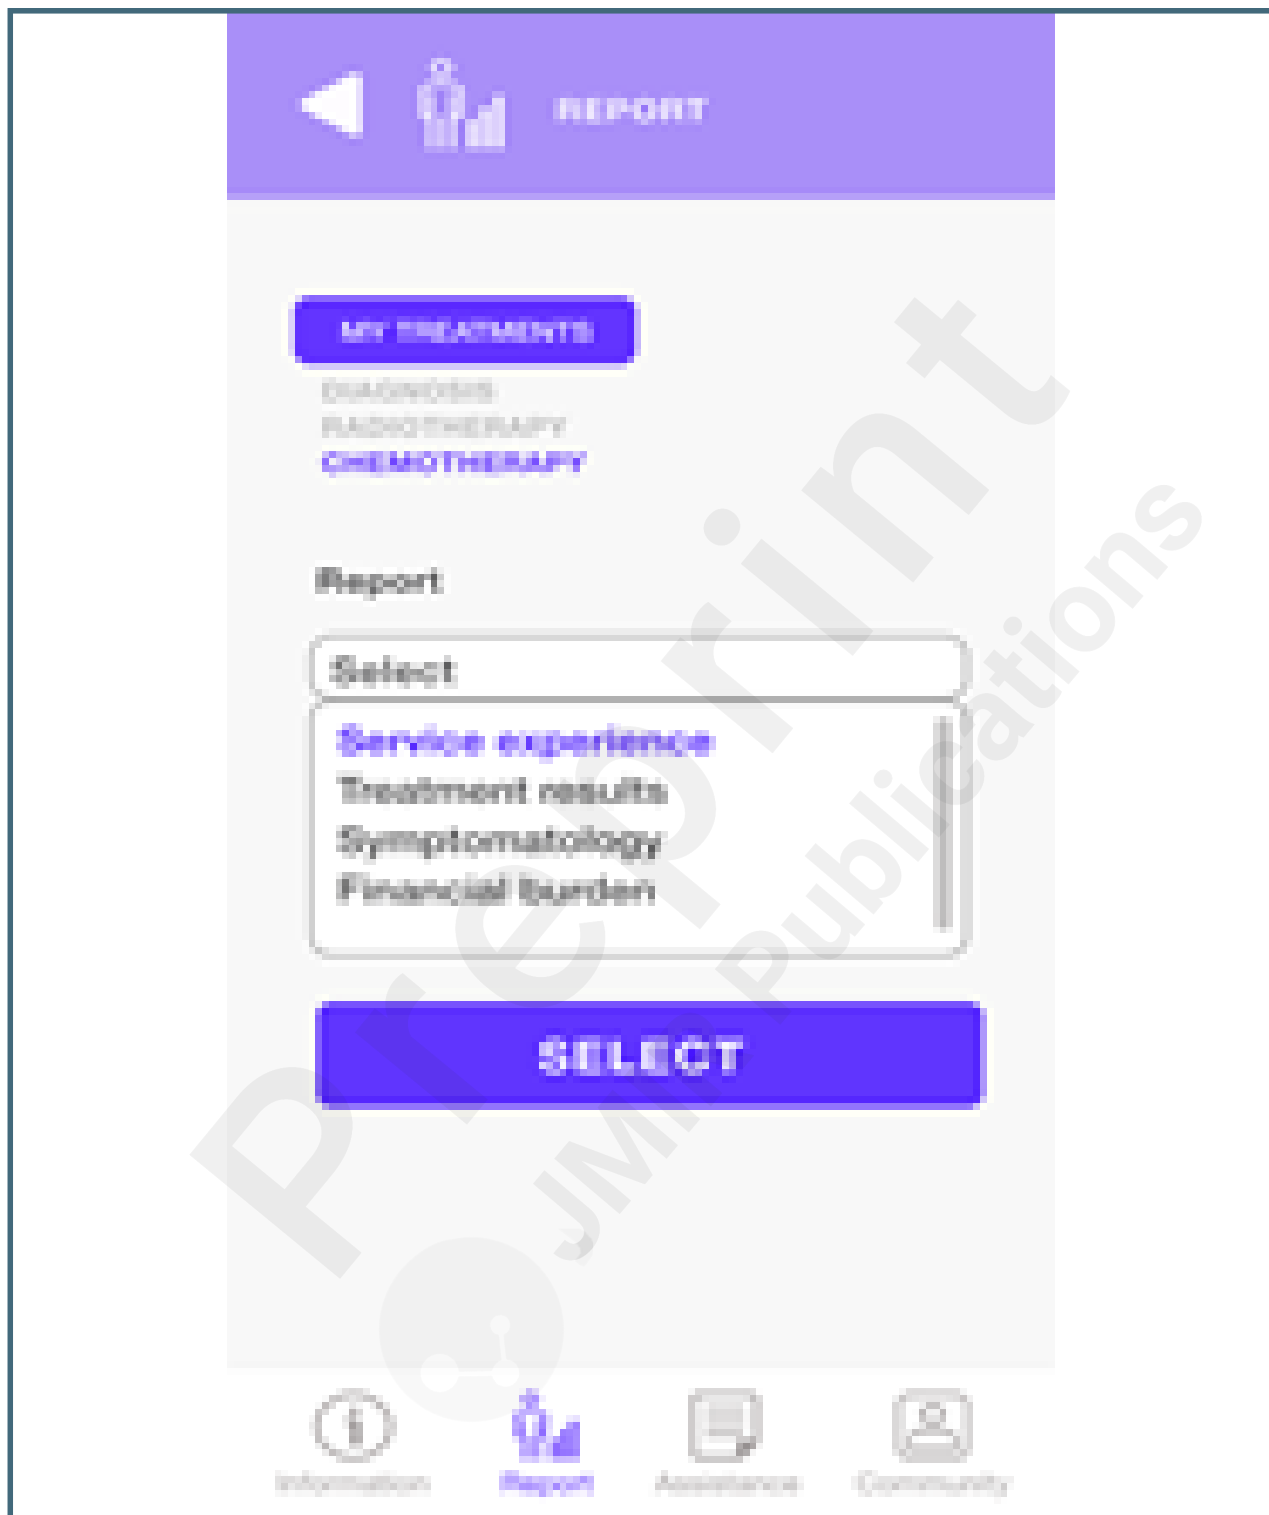 REPORT
MY TREATMENTS
DIAGNOSIS
RADIOTHERAPY
CHEMOTHERAPY
Report
Select
Service experience
Treatment results
Symptomatology
Financial burden
SELECT
Information
Report
Assistance
Community
Preprint
JMIR Publications